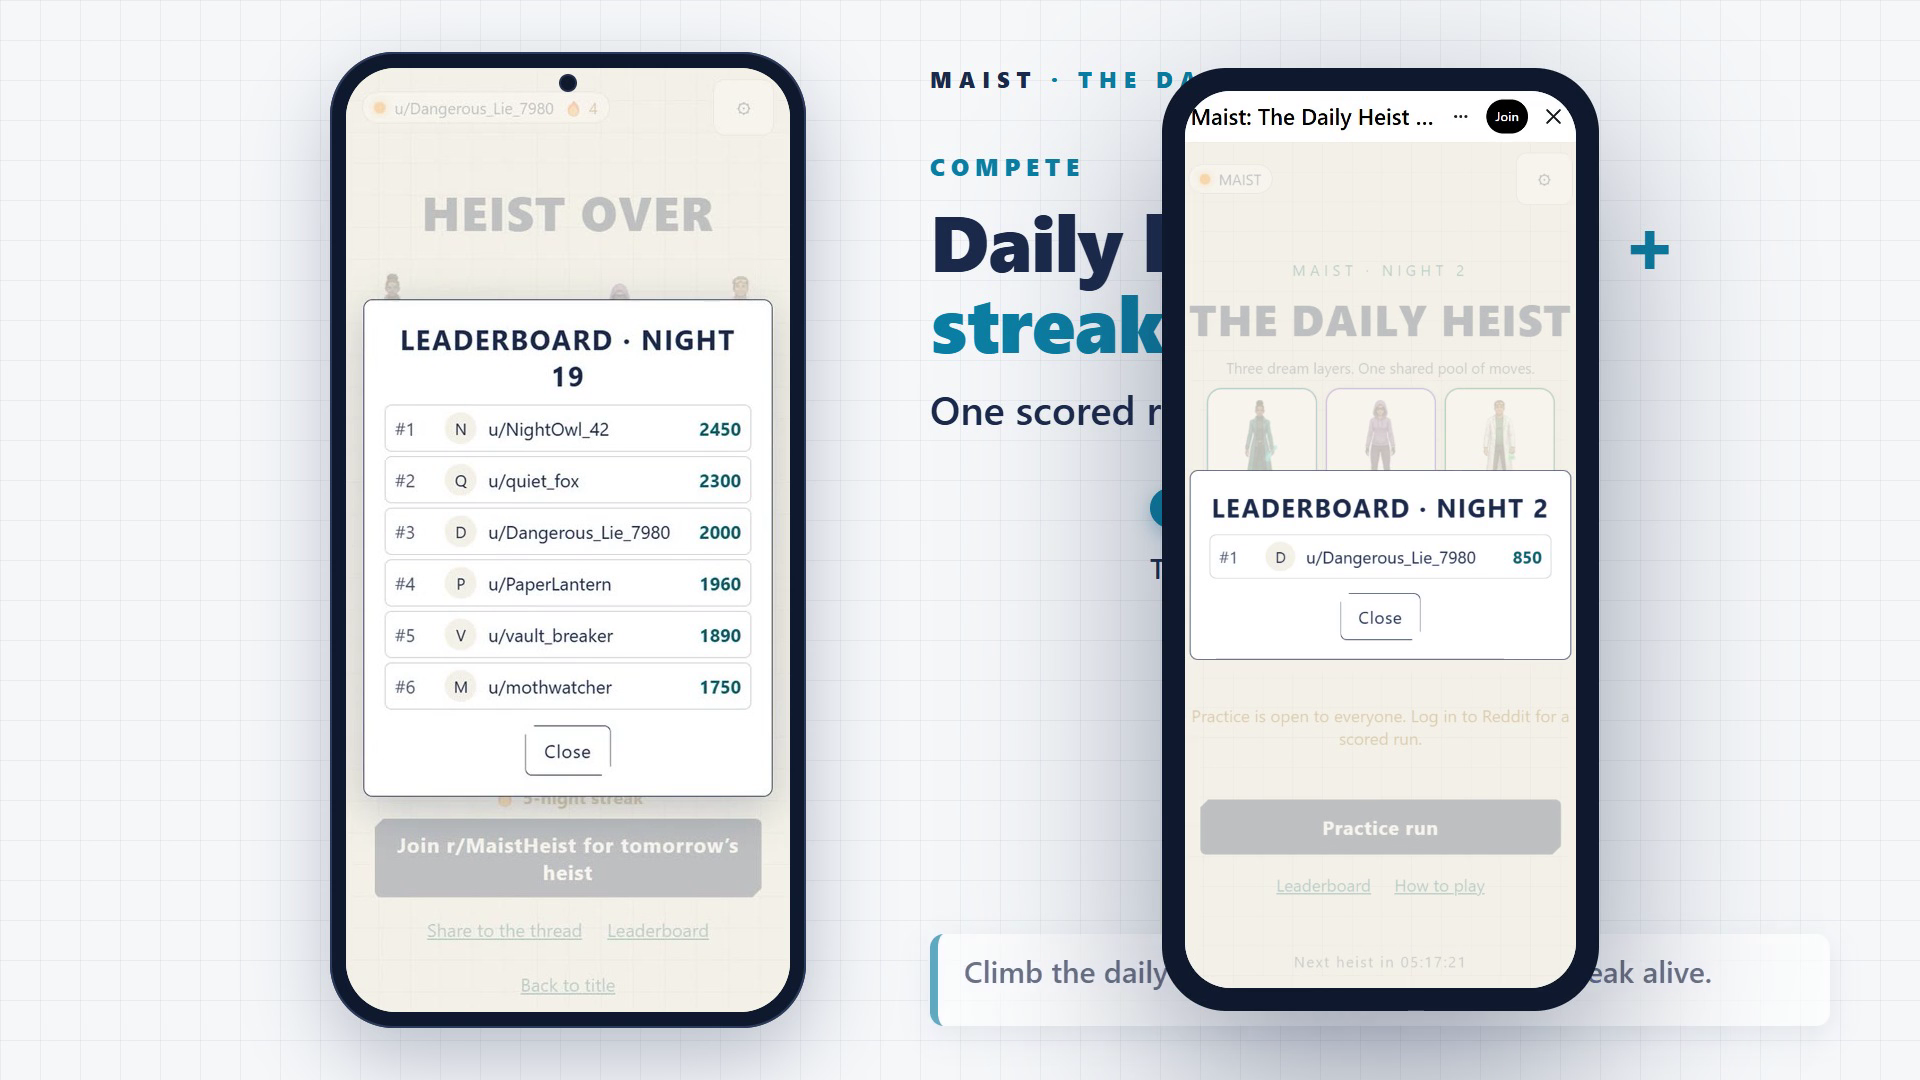 u/Dangerous_Lie_7980 4
HEIST OVER
LEADERBOARD · NIGHT
19
#1 N u/NightOwl_42 2450
#2 Q u/quiet_fox 2300
#3 D u/Dangerous_Lie_7980 2000
#4 P u/PaperLantern 1960
#5 V u/vault_breaker 1890
#6 M u/mothwatcher 1750
Close
5-night streak
Join r/MaistHeist for tomorrow's
heist
Share to the thread Leaderboard
Back to title
MAIST · THE DA
COMPETE
Daily +
streak
One scored r
T
Climb the daily eak alive.
Maist: The Daily Heist ... ··· Join
MAIST
MAIST · NIGHT 2
THE DAILY HEIST
Three dream layers. One shared pool of moves.
LEADERBOARD · NIGHT 2
#1 D u/Dangerous_Lie_7980 850
Close
Practice is open to everyone. Log in to Reddit for a
scored run.
Practice run
Leaderboard How to play
Next heist in 05:17:21